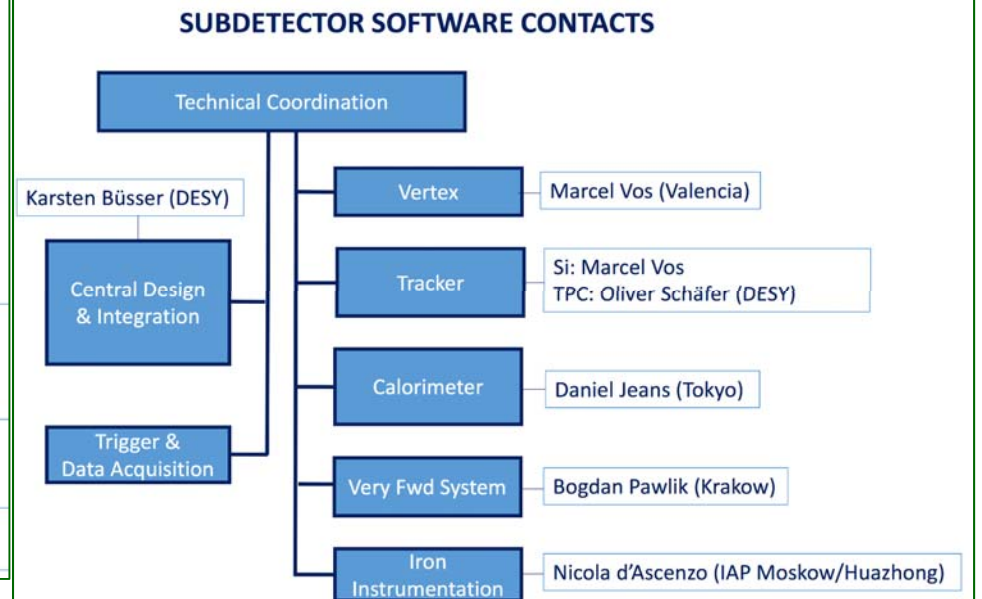 SUBDETECTOR SOFTWARE CONTACTS
Technical Coordination
Karsten Büsser (DESY)
Central Design
& Integration
Trigger &
Data Acquisition
Vertex
Marcel Vos (Valencia)
Tracker
Si: Marcel Vos
TPC: Oliver Schäfer (DESY)
Calorimeter
Daniel Jeans (Tokyo)
Very Fwd System
Bogdan Pawlik (Krakow)
Iron
Instrumentation
Nicola d’Ascenzo (IAP Moskow/Huazhong)